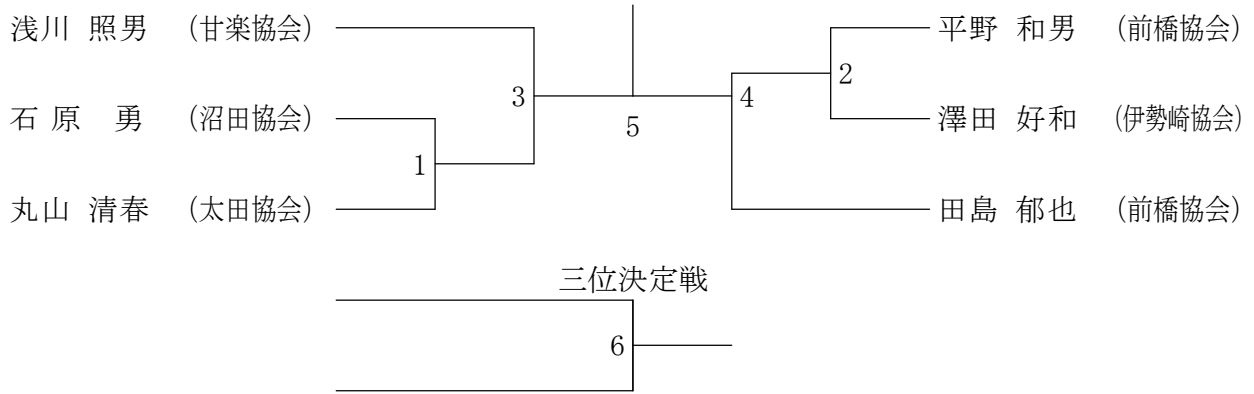 浅川 照男 (甘楽協会) 平野 和男 (前橋協会)
3 4 2
石原 勇 (沼田協会) 5 澤田 好和 (伊勢崎協会)
1
丸山 清春 (太田協会) 田島 郁也 (前橋協会)
三位決定戦
6